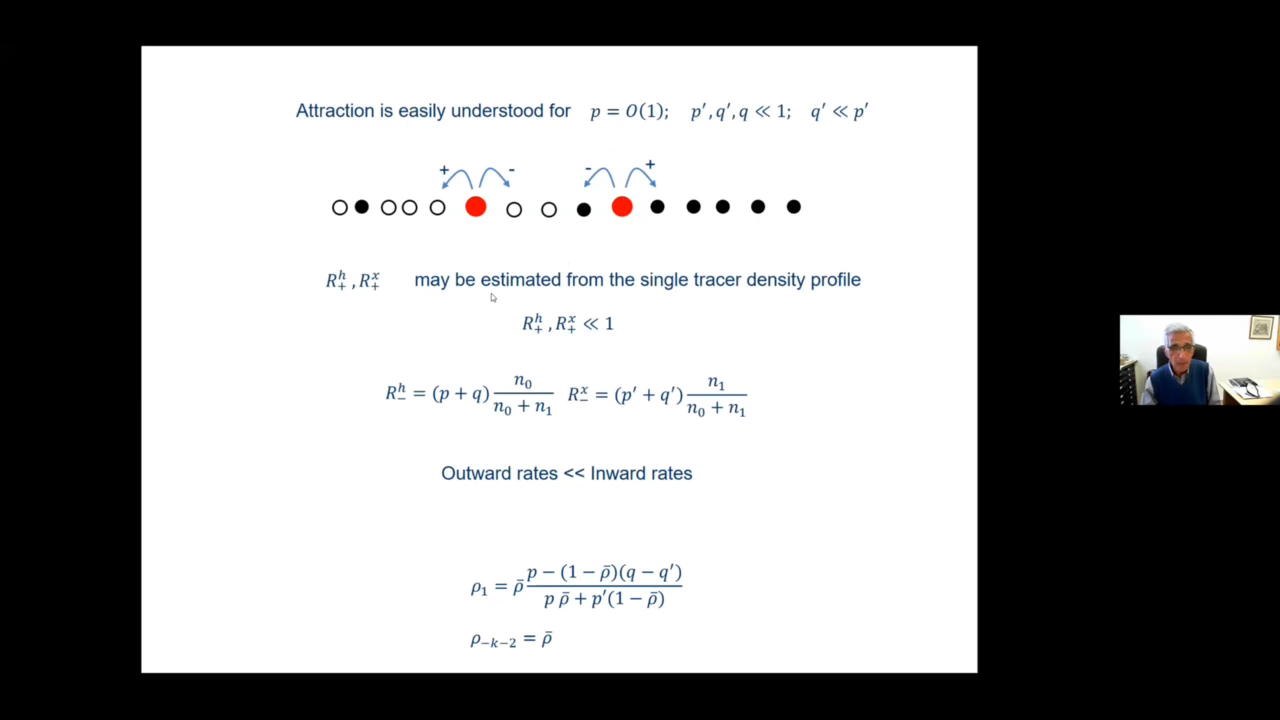 Attraction is easily understood for p = O(1); p′, q′, q ≪ 1; q′ ≪ p′
+ - - +
R₊ʰ , R₊ˣ may be estimated from the single tracer density profile
R₊ʰ , R₊ˣ ≪ 1
R₋ʰ = (p + q) n₀/(n₀ + n₁) R₋ˣ = (p′ + q′) n₁/(n₀ + n₁)
Outward rates << Inward rates
ρ₁ = ρ̄ (p − (1 − ρ̄)(q − q′))/(p ρ̄ + p′(1 − ρ̄))
ρ₋ₖ₋₂ = ρ̄